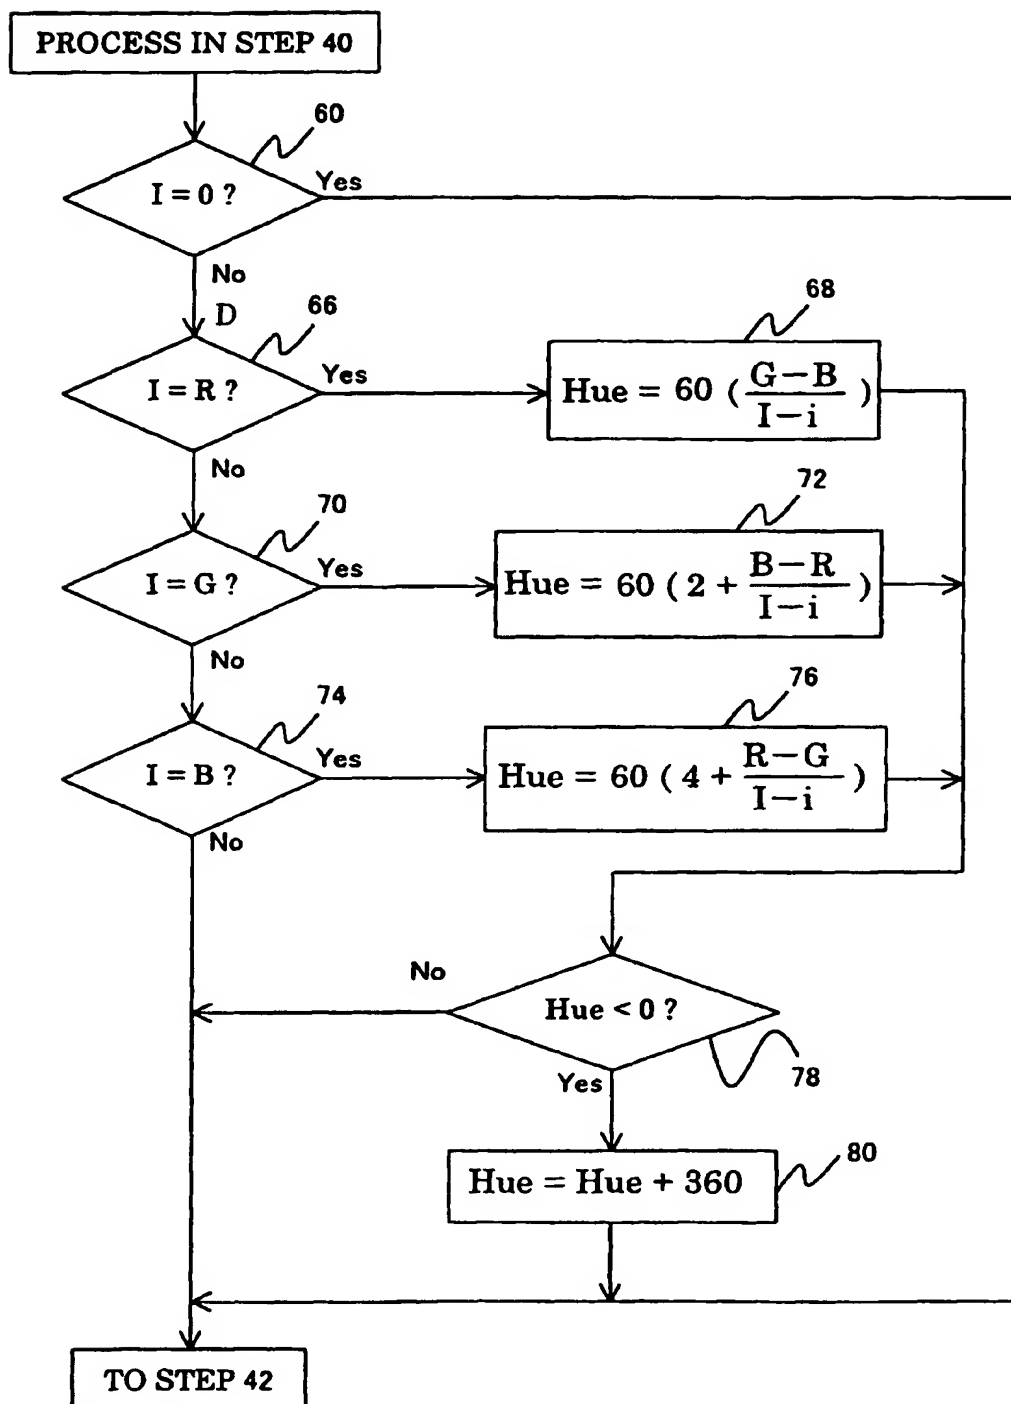 PROCESS IN STEP 40
60
I = 0 ?
Yes
No
D
66
I = R ?
Yes
68
Hue = 60 ( G−B / I−i )
No
70
I = G ?
Yes
72
Hue = 60 ( 2 + B−R / I−i )
No
74
I = B ?
Yes
76
Hue = 60 ( 4 + R−G / I−i )
No
No
Hue < 0 ?
78
Yes
80
Hue = Hue + 360
TO STEP 42